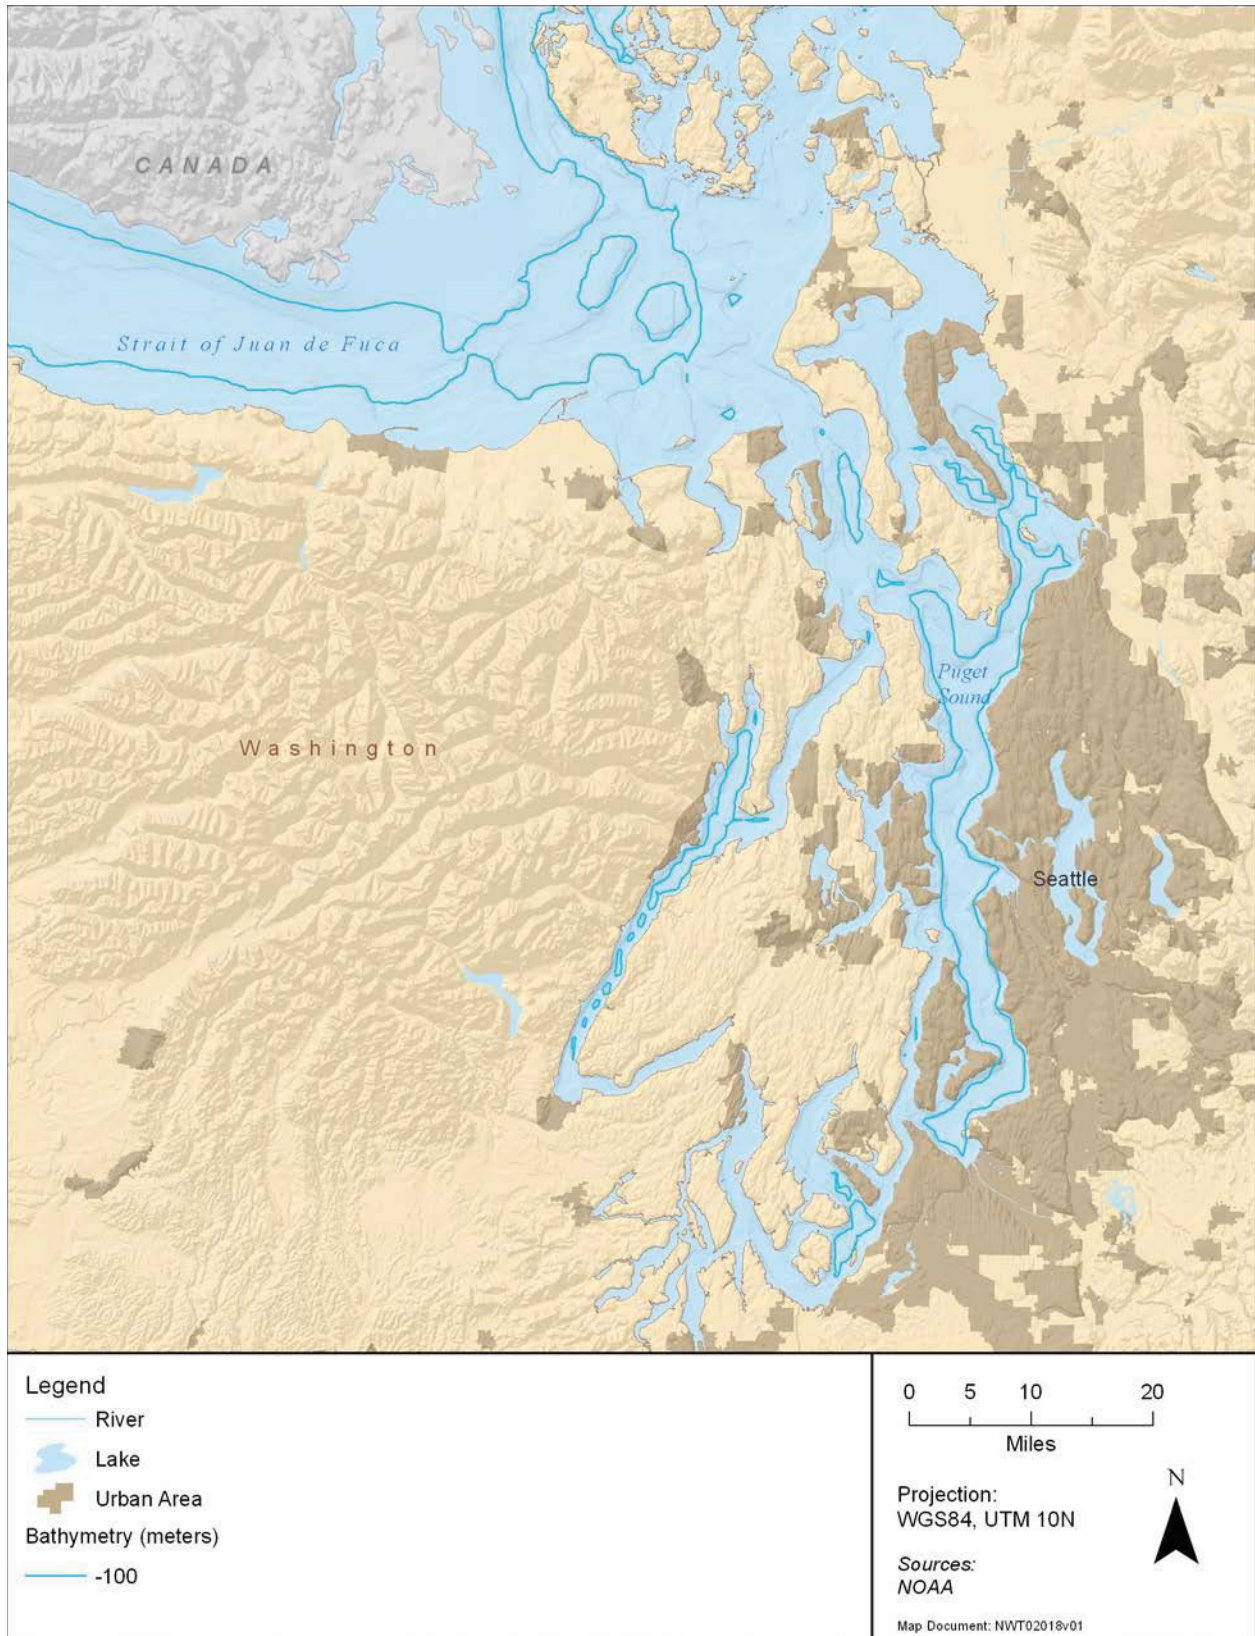 CANADA
Strait of Juan de Fuca
Puget
Sound
Washington
Seattle
Legend
River
Lake
Urban Area
Bathymetry (meters)
-100
0 5 10 20
Miles
N
Projection:
WGS84, UTM 10N
Sources:
NOAA
Map Document: NWT02018v01